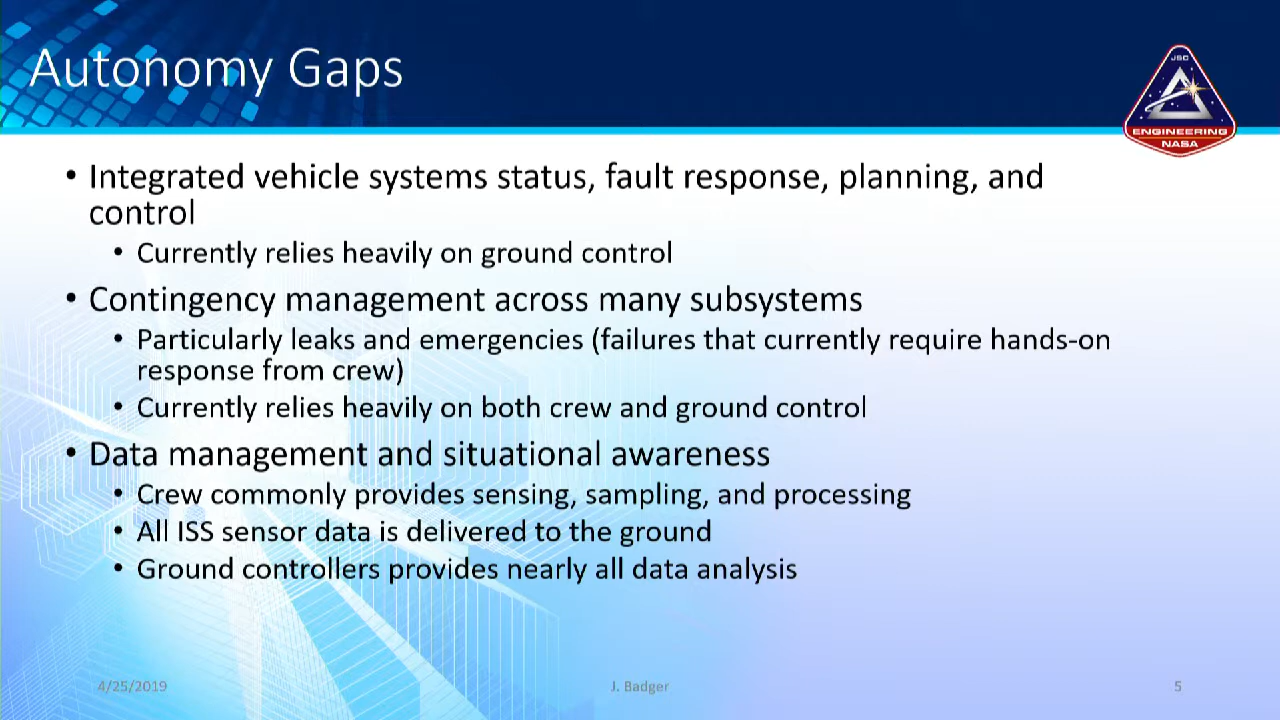 Autonomy Gaps
JSC
ENGINEERING
NASA
• Integrated vehicle systems status, fault response, planning, and
control
• Currently relies heavily on ground control
• Contingency management across many subsystems
• Particularly leaks and emergencies (failures that currently require hands-on
response from crew)
• Currently relies heavily on both crew and ground control
• Data management and situational awareness
• Crew commonly provides sensing, sampling, and processing
• All ISS sensor data is delivered to the ground
• Ground controllers provides nearly all data analysis
4/25/2019
J. Badger
5